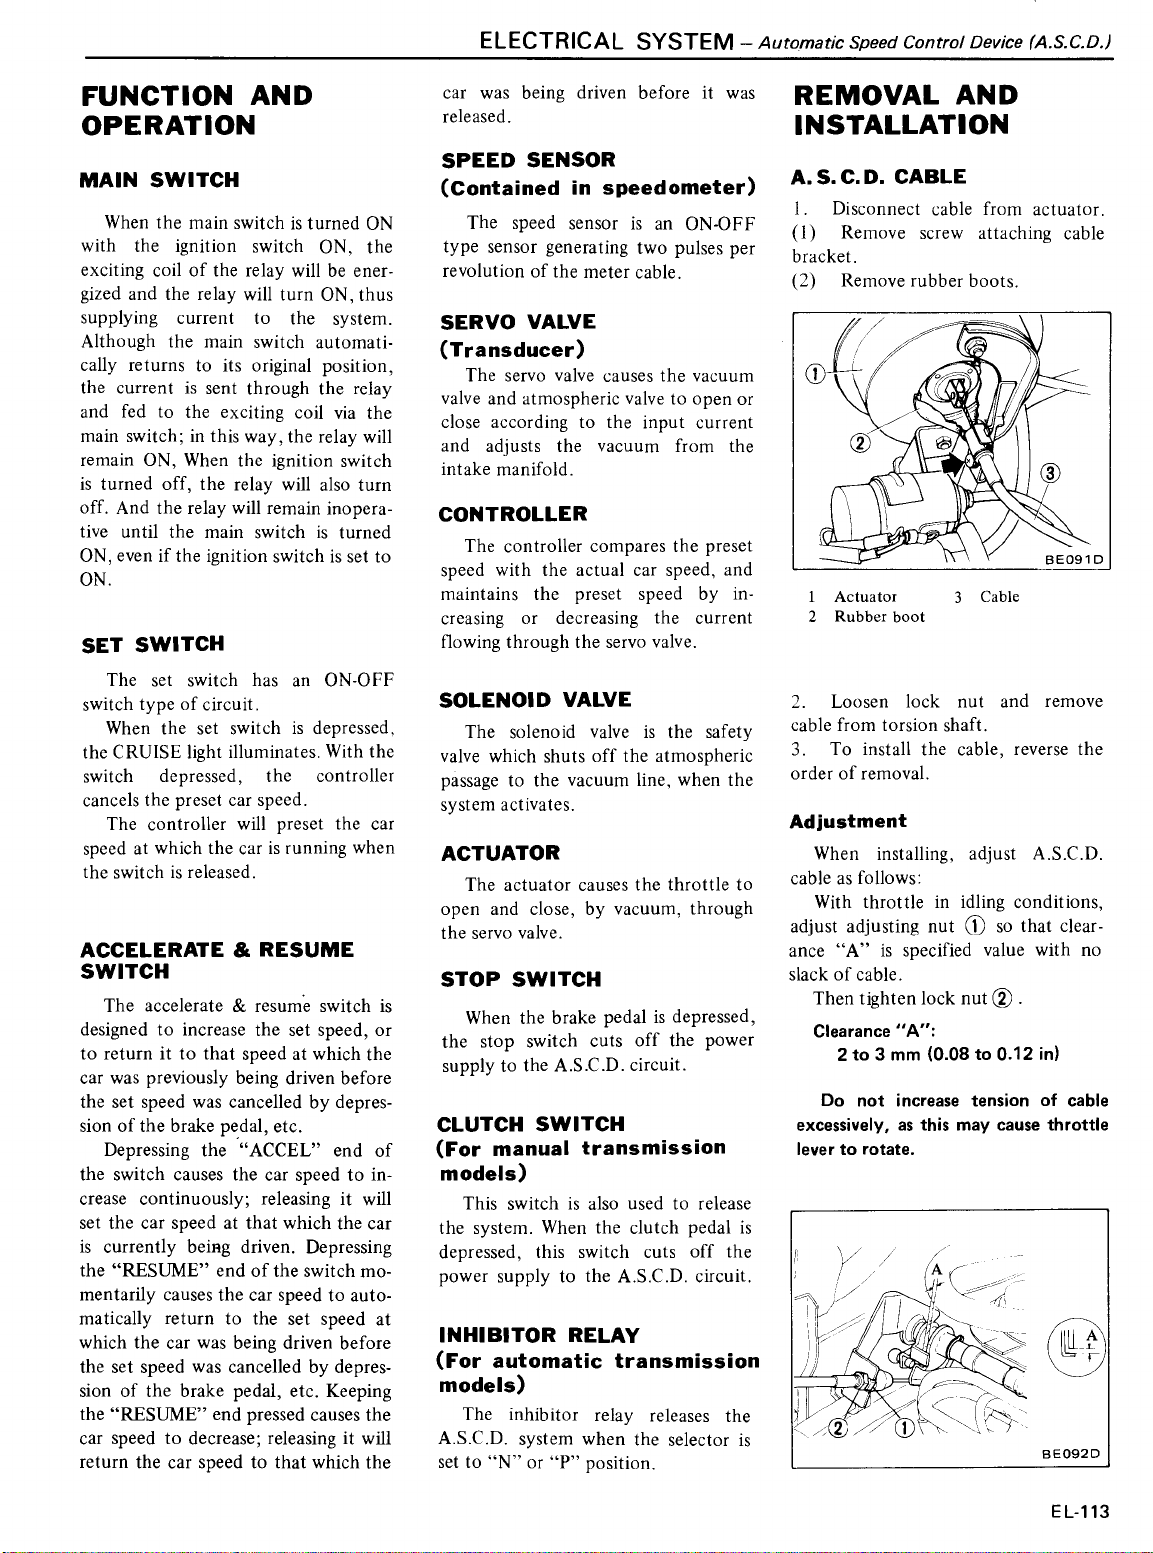 ELECTRICAL SYSTEM – Automatic Speed Control Device (A.S.C.D.)
FUNCTION AND
OPERATION
MAIN SWITCH
When the main switch is turned ON
with the ignition switch ON, the
exciting coil of the relay will be ener-
gized and the relay will turn ON, thus
supplying current to the system.
Although the main switch automati-
cally returns to its original position,
the current is sent through the relay
and fed to the exciting coil via the
main switch; in this way, the relay will
remain ON, When the ignition switch
is turned off, the relay will also turn
off. And the relay will remain inopera-
tive until the main switch is turned
ON, even if the ignition switch is set to
ON.
SET SWITCH
The set switch has an ON-OFF
switch type of circuit.
When the set switch is depressed,
the CRUISE light illuminates. With the
switch depressed, the controller
cancels the preset car speed.
The controller will preset the car
speed at which the car is running when
the switch is released.
ACCELERATE & RESUME
SWITCH
The accelerate & resume switch is
designed to increase the set speed, or
to return it to that speed at which the
car was previously being driven before
the set speed was cancelled by depres-
sion of the brake pedal, etc.
Depressing the “ACCEL” end of
the switch causes the car speed to in-
crease continuously; releasing it will
set the car speed at that which the car
is currently being driven. Depressing
the “RESUME” end of the switch mo-
mentarily causes the car speed to auto-
matically return to the set speed at
which the car was being driven before
the set speed was cancelled by depres-
sion of the brake pedal, etc. Keeping
the “RESUME” end pressed causes the
car speed to decrease; releasing it will
return the car speed to that which the
car was being driven before it was
released.
SPEED SENSOR
(Contained in speedometer)
The speed sensor is an ON-OFF
type sensor generating two pulses per
revolution of the meter cable.
SERVO VALVE
(Transducer)
The servo valve causes the vacuum
valve and atmospheric valve to open or
close according to the input current
and adjusts the vacuum from the
intake manifold.
CONTROLLER
The controller compares the preset
speed with the actual car speed, and
maintains the preset speed by in-
creasing or decreasing the current
flowing through the servo valve.
SOLENOID VALVE
The solenoid valve is the safety
valve which shuts off the atmospheric
passage to the vacuum line, when the
system activates.
ACTUATOR
The actuator causes the throttle to
open and close, by vacuum, through
the servo valve.
STOP SWITCH
When the brake pedal is depressed,
the stop switch cuts off the power
supply to the A.S.C.D. circuit.
CLUTCH SWITCH
(For manual transmission
models)
This switch is also used to release
the system. When the clutch pedal is
depressed, this switch cuts off the
power supply to the A.S.C.D. circuit.
INHIBITOR RELAY
(For automatic transmission
models)
The inhibitor relay releases the
A.S.C.D. system when the selector is
set to “N” or “P” position.
REMOVAL AND
INSTALLATION
A.S.C.D. CABLE
1. Disconnect cable from actuator.
(1) Remove screw attaching cable
bracket.
(2) Remove rubber boots.
①
②
③
BE091D
1 Actuator 3 Cable
2 Rubber boot
2. Loosen lock nut and remove
cable from torsion shaft.
3. To install the cable, reverse the
order of removal.
Adjustment
When installing, adjust A.S.C.D.
cable as follows:
With throttle in idling conditions,
adjust adjusting nut ① so that clear-
ance “A” is specified value with no
slack of cable.
Then tighten lock nut ② .
Clearance “A”:
2 to 3 mm (0.08 to 0.12 in)
Do not increase tension of cable
excessively, as this may cause throttle
lever to rotate.
A
A
② ①
BE092D
EL-113